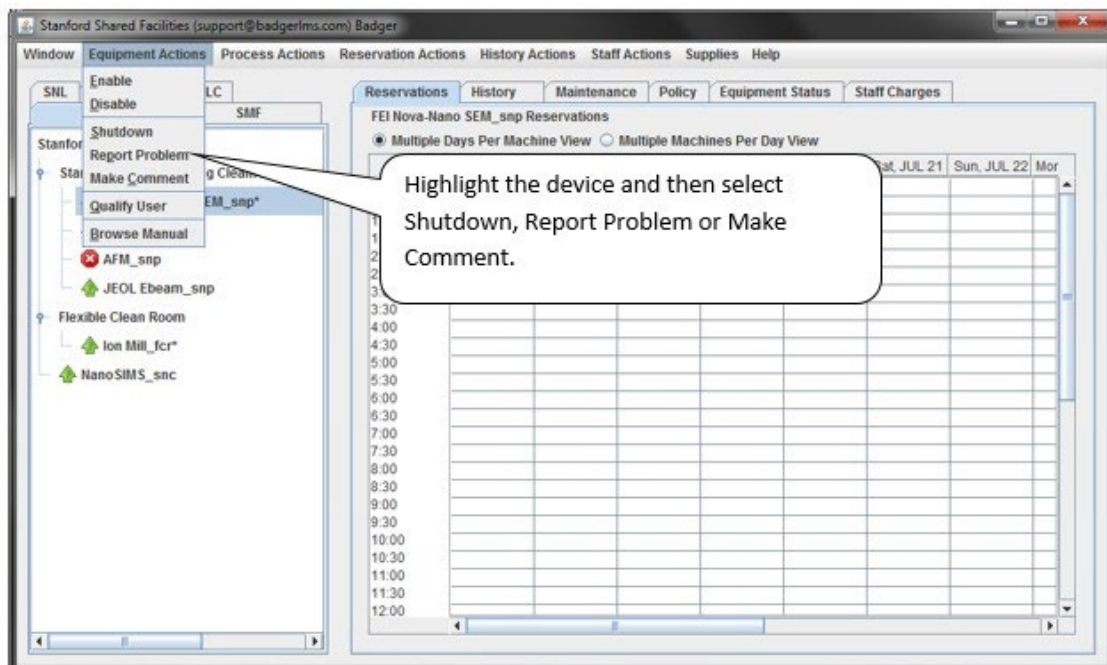 Stanford Shared Facilities (support@badgerlms.com) Badger
Window Equipment Actions Process Actions Reservation Actions History Actions Staff Actions Supplies Help
Enable
Disable
Shutdown
Report Problem
Make Comment
Qualify User
Browse Manual
SNL LC
SMF
Stanfor
Sta g Clean
EM_snp*
AFM_snp
JEOL Ebeam_snp
Flexible Clean Room
Ion Mill_fcr*
NanoSIMS_snc
Reservations History Maintenance Policy Equipment Status Staff Charges
FEI Nova-Nano SEM_snp Reservations
Multiple Days Per Machine View Multiple Machines Per Day View
Sat, JUL 21 Sun, JUL 22 Mor
Highlight the device and then select
Shutdown, Report Problem or Make
Comment.
3:30
4:00
4:30
5:00
5:30
6:00
6:30
7:00
7:30
8:00
8:30
9:00
9:30
10:00
10:30
11:00
11:30
12:00